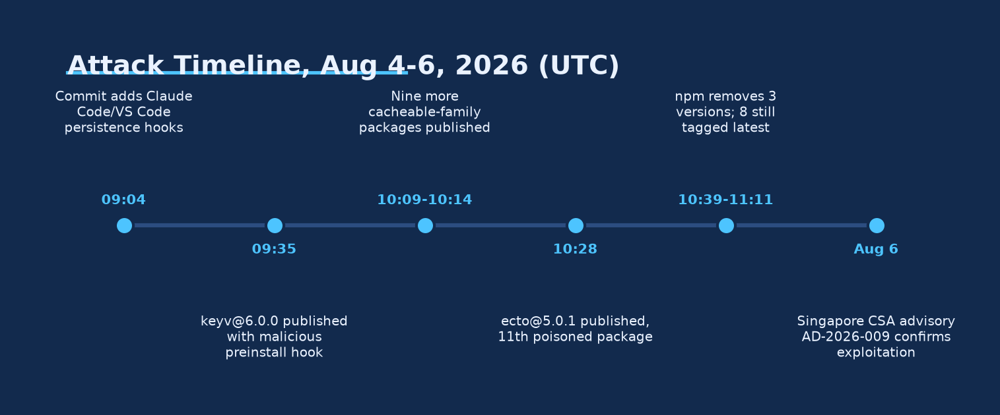 Attack Timeline, Aug 4-6, 2026 (UTC)
Commit adds Claude
Code/VS Code
persistence hooks
09:04
09:35
keyv@6.0.0 published
with malicious
preinstall hook
Nine more
cacheable-family
packages published
10:09-10:14
10:28
ecto@5.0.1 published,
11th poisoned package
npm removes 3
versions; 8 still
tagged latest
10:39-11:11
Aug 6
Singapore CSA advisory
AD-2026-009 confirms
exploitation